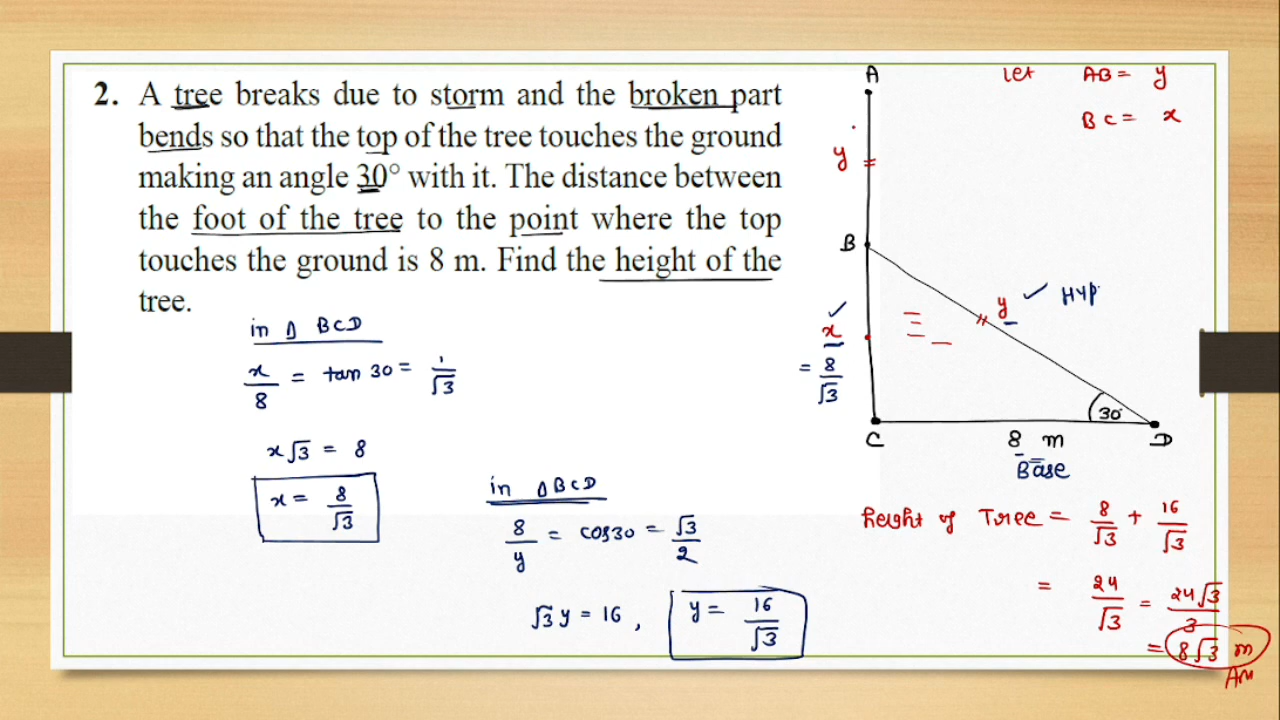 2. A tree breaks due to storm and the broken part
bends so that the top of the tree touches the ground
making an angle 30° with it. The distance between
the foot of the tree to the point where the top
touches the ground is 8 m. Find the height of the
tree.
in Δ BCD
x/8 = tan 30 = 1/√3
x√3 = 8
x = 8/√3
in Δ BCD
8/y = cos30 = √3/2
√3 y = 16 , y = 16/√3
Let AB = y
BC = x
A
y
B
y Hyp
x
= 8/√3
30°
C 8 m D
Base
height of Tree = 8/√3 + 16/√3
= 24/√3 = 24√3/3
= 8√3 m
An